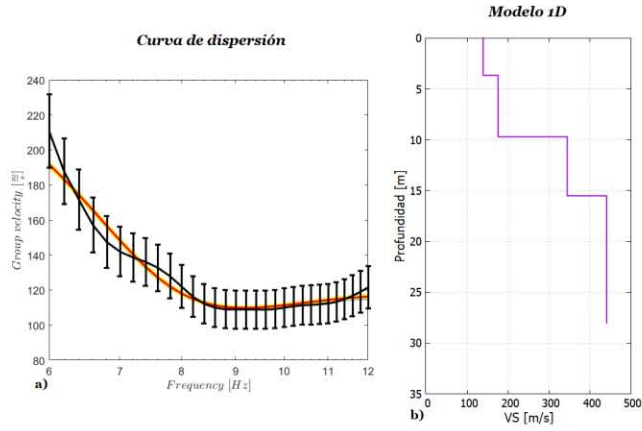 Curva de dispersión
240
220
200
180
160
140
120
100
80
Group velocity [m/s]
6 7 8 9 10 11 12
Frequency [Hz]
a)
Modelo 1D
0
5
10
15
20
25
30
35
Profundidad [m]
0 100 200 300 400 500
VS [m/s]
b)